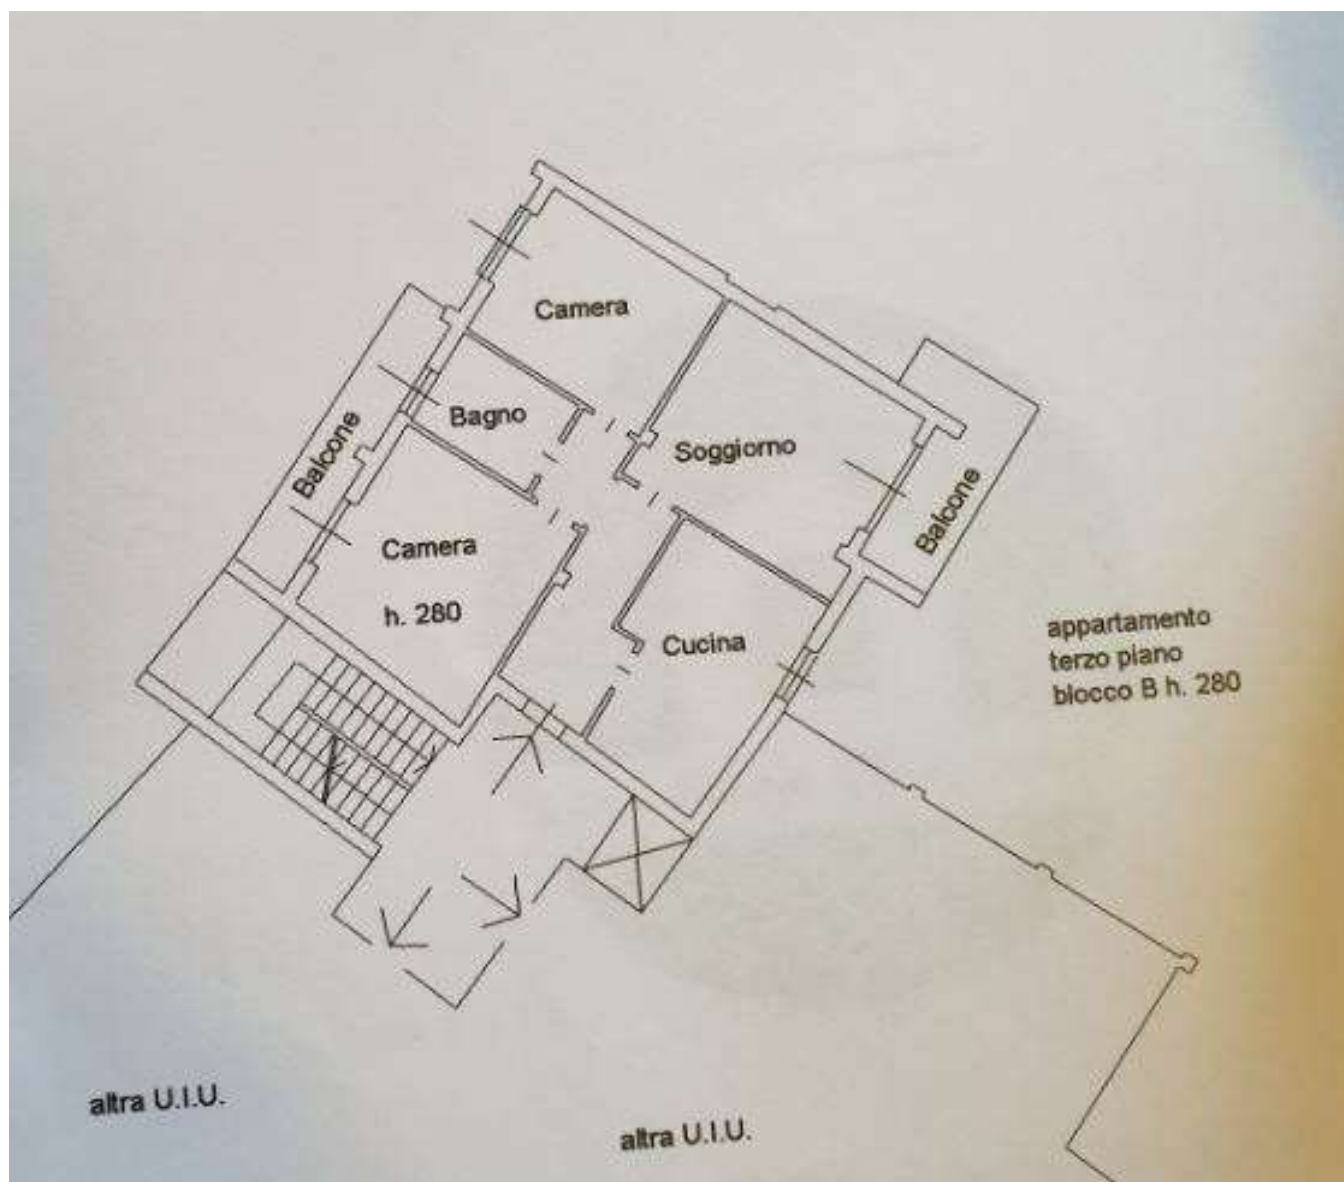 Camera
Bagno
Soggiorno
Balcone
Balcone
Camera
h. 280
Cucina
appartamento
terzo piano
blocco B h. 280
altra U.I.U.
altra U.I.U.